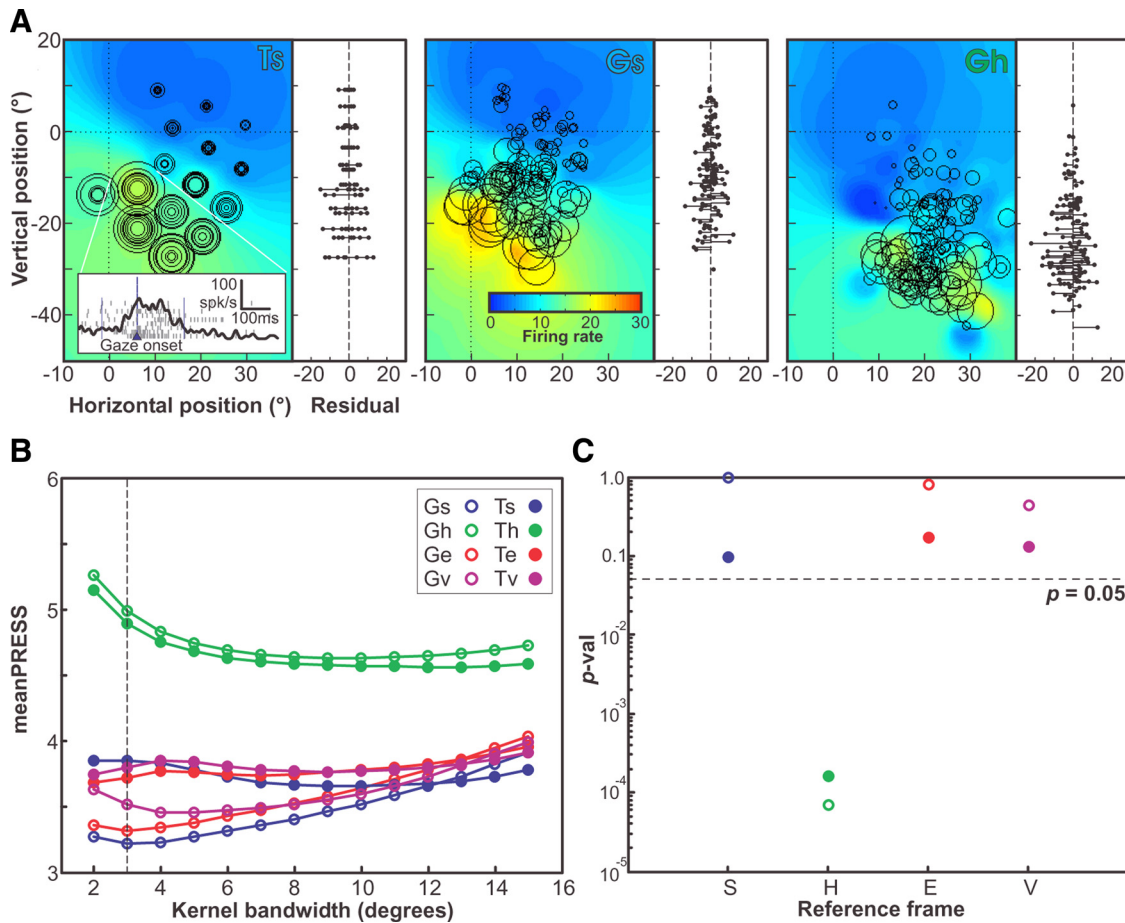 A
Ts
Gs
Gh
20
0
-20
-40
Vertical position (°)
100
spk/s
100ms
Gaze onset
0 10 20 30
Firing rate
-10 0 10 20 30 -20 0 20 -10 0 10 20 30 -20 0 20 -10 0 10 20 30 -20 0 20
Horizontal position (°) Residual
B
6
5
4
3
meanPRESS
Gs Ts
Gh Th
Ge Te
Gv Tv
2 4 6 8 10 12 14 16
Kernel bandwidth (degrees)
C
1.0
0.1
10-2
10-3
10-4
10-5
p-val
p = 0.05
S H E V
Reference frame